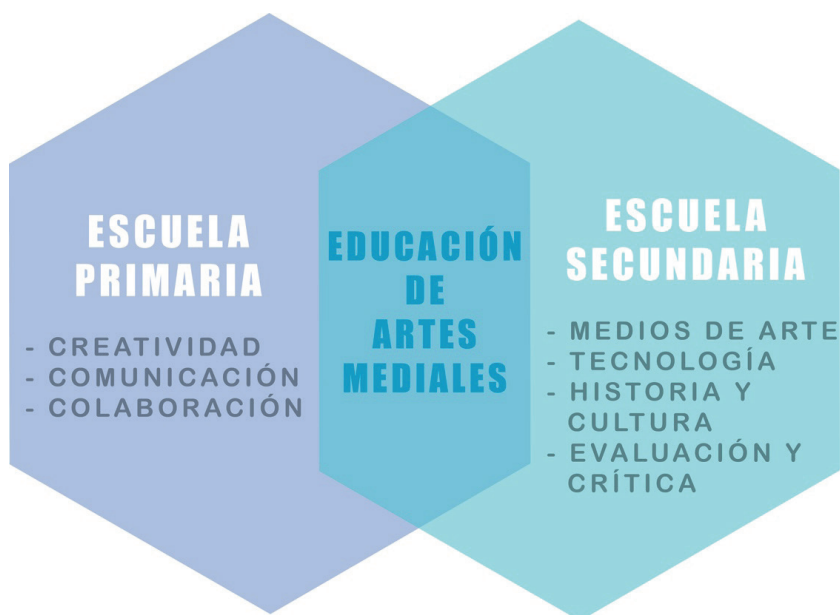 ESCUELA
PRIMARIA
- CREATIVIDAD
- COMUNICACIÓN
- COLABORACIÓN
EDUCACIÓN
DE
ARTES
MEDIALES
ESCUELA
SECUNDARIA
- MEDIOS DE ARTE
- TECNOLOGÍA
- HISTORIA Y
CULTURA
- EVALUACIÓN Y
CRÍTICA